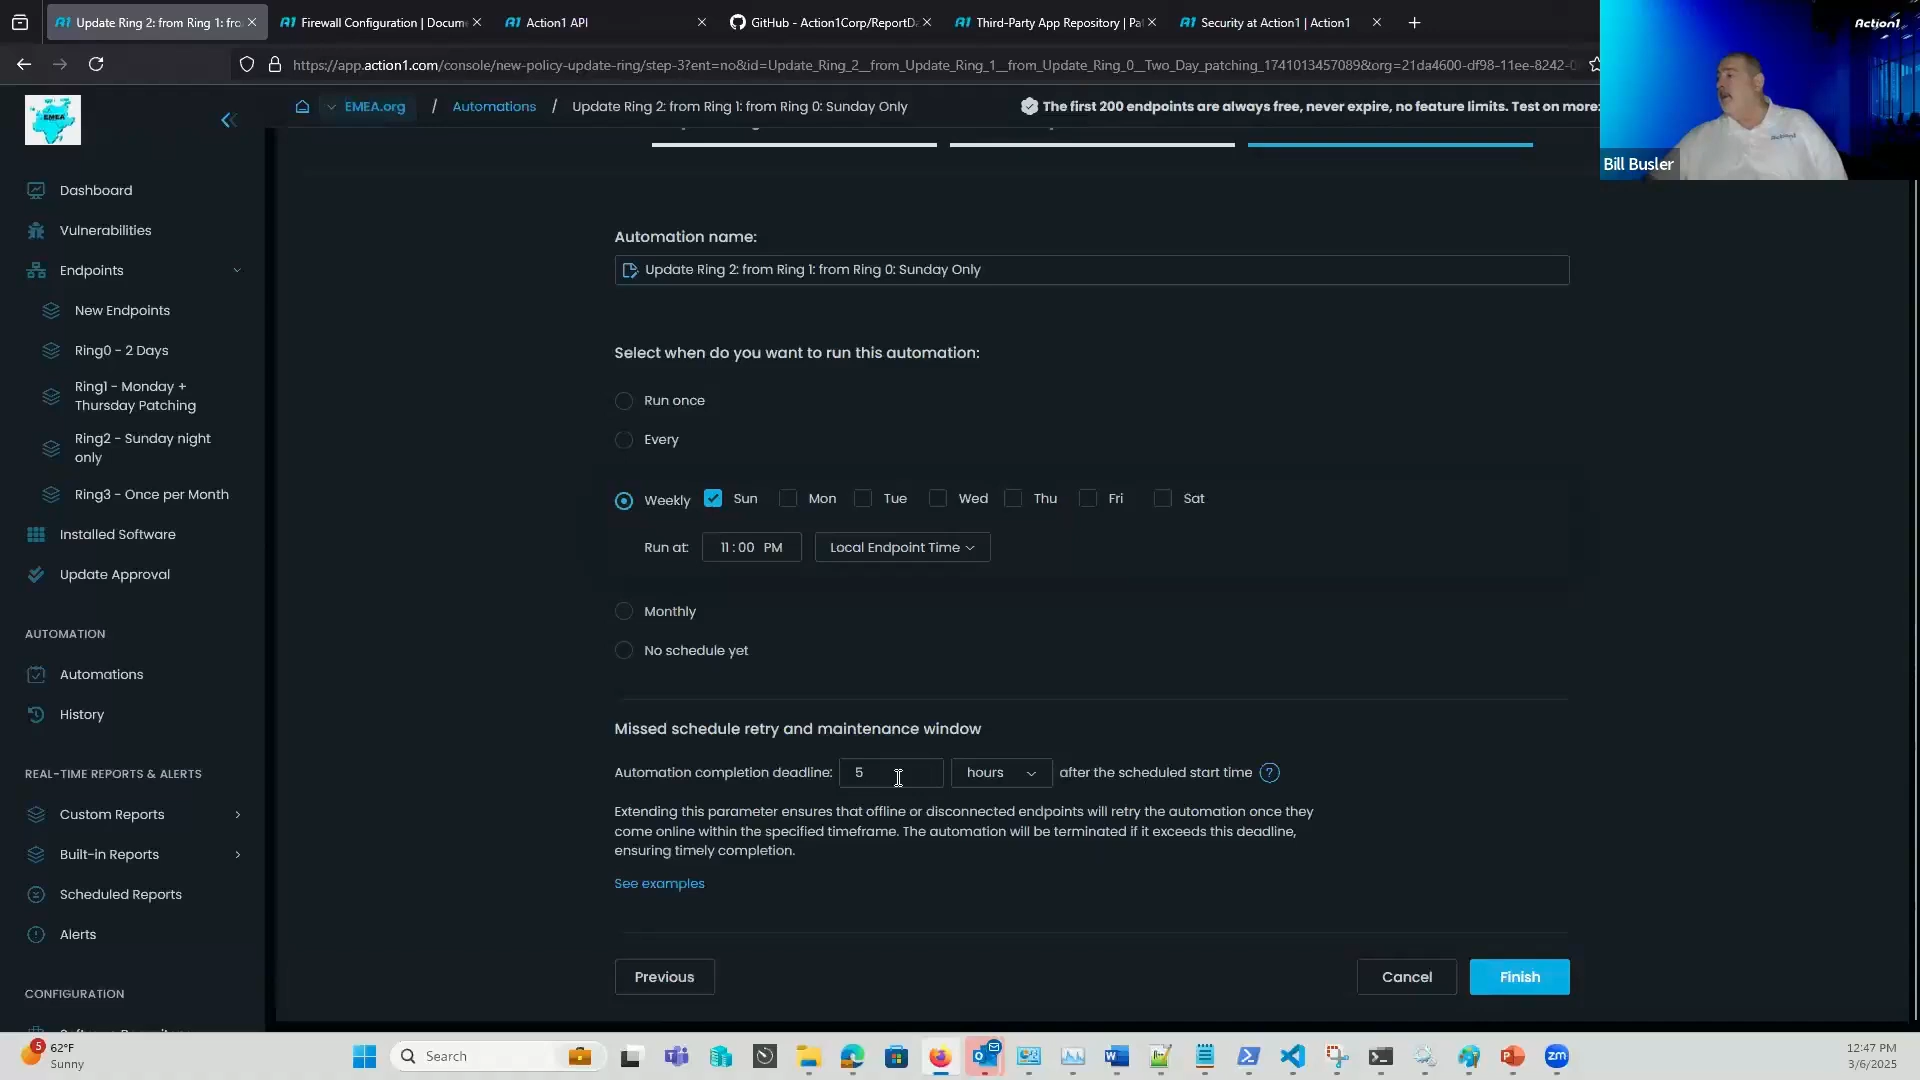 Update Ring 2: from Ring 1: fro
Firewall Configuration | Docum
Action1 API
GitHub - Action1Corp/ReportDa
Third-Party App Repository | Pat
Security at Action1 | Action1
https://app.action1.com/console/new-policy-update-ring/step-3?ent=no&id=Update_Ring_2__from_Update_Ring_1__from_Update_Ring_0__Two_Day_patching_1741013457089&org=21da4600-df98-11ee-8242-0
Action1
Bill Busler
EMEA
EMEA.org / Automations / Update Ring 2: from Ring 1: from Ring 0: Sunday Only
The first 200 endpoints are always free, never expire, no feature limits. Test on more:
Dashboard
Vulnerabilities
Endpoints
New Endpoints
Ring0 - 2 Days
Ring1 - Monday +
Thursday Patching
Ring2 - Sunday night
only
Ring3 - Once per Month
Installed Software
Update Approval
AUTOMATION
Automations
History
REAL-TIME REPORTS & ALERTS
Custom Reports
Built-in Reports
Scheduled Reports
Alerts
CONFIGURATION
Automation name:
Update Ring 2: from Ring 1: from Ring 0: Sunday Only
Select when do you want to run this automation:
Run once
Every
Weekly Sun Mon Tue Wed Thu Fri Sat
Run at: 11:00 PM Local Endpoint Time
Monthly
No schedule yet
Missed schedule retry and maintenance window
Automation completion deadline: 5 hours after the scheduled start time ?
Extending this parameter ensures that offline or disconnected endpoints will retry the automation once they
come online within the specified timeframe. The automation will be terminated if it exceeds this deadline,
ensuring timely completion.
See examples
Previous
Cancel
Finish
5
62°F
Sunny
Search
zm
12:47 PM
3/6/2025